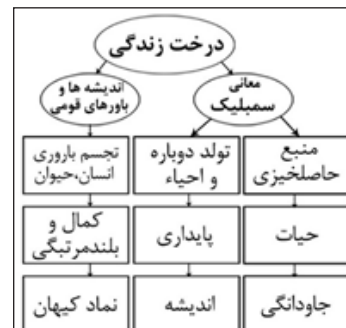 درخت زندگی
معانی
سمبلیک
اندیشه ها و
باورهای قومی
منبع
حاصلخیزی
تولد دوباره
و احیاء
تجسم باروری
انسان،حیوان
حیات
پایداری
کمال و
بلندمرتبگی
جاودانگی
اندیشه
نماد کیهان